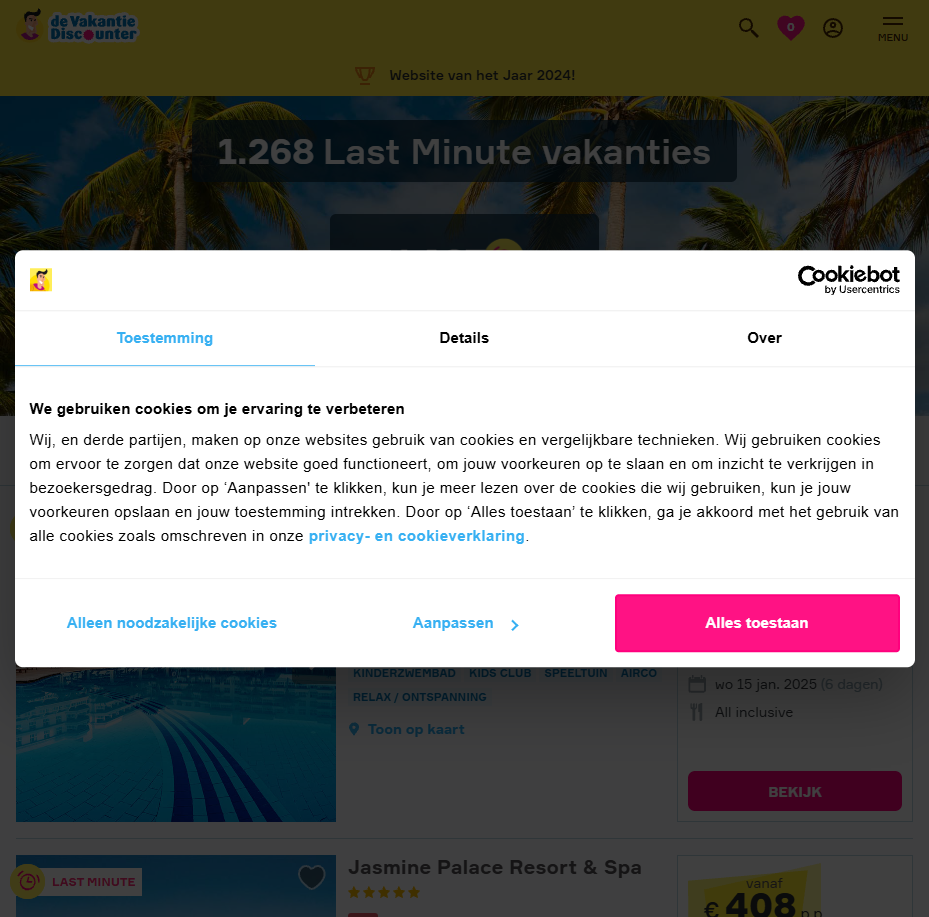 de Vakantie
Discounter
0
MENU
Website van het Jaar 2024!
1.268 Last Minute vakanties
Cookiebot
by Usercentrics
Toestemming
Details
Over
We gebruiken cookies om je ervaring te verbeteren
Wij, en derde partijen, maken op onze websites gebruik van cookies en vergelijkbare technieken. Wij gebruiken cookies
om ervoor te zorgen dat onze website goed functioneert, om jouw voorkeuren op te slaan en om inzicht te verkrijgen in
bezoekersgedrag. Door op ‘Aanpassen' te klikken, kun je meer lezen over de cookies die wij gebruiken, kun je jouw
voorkeuren opslaan en jouw toestemming intrekken. Door op ‘Alles toestaan’ te klikken, ga je akkoord met het gebruik van
alle cookies zoals omschreven in onze privacy- en cookieverklaring.
Alleen noodzakelijke cookies
Aanpassen
Alles toestaan
KINDERZWEMBAD KIDS CLUB SPEELTUIN AIRCO
RELAX / ONTSPANNING
Toon op kaart
wo 15 jan. 2025 (6 dagen)
All inclusive
BEKIJK
LAST MINUTE
Jasmine Palace Resort & Spa
vanaf
€ 408 p.p.